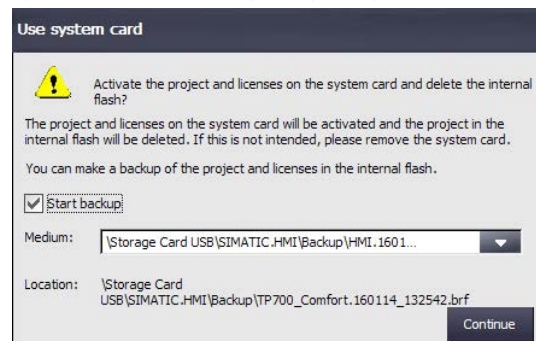 Use system card
Activate the project and licenses on the system card and delete the internal
flash?
The project and licenses on the system card will be activated and the project in the
internal flash will be deleted. If this is not intended, please remove the system card.
You can make a backup of the project and licenses in the internal flash.
Start backup
Medium: \Storage Card USB\SIMATIC.HMI\Backup\HMI.1601...
Location: \Storage Card
USB\SIMATIC.HMI\Backup\TP700_Comfort.160114_132542.brf
Continue